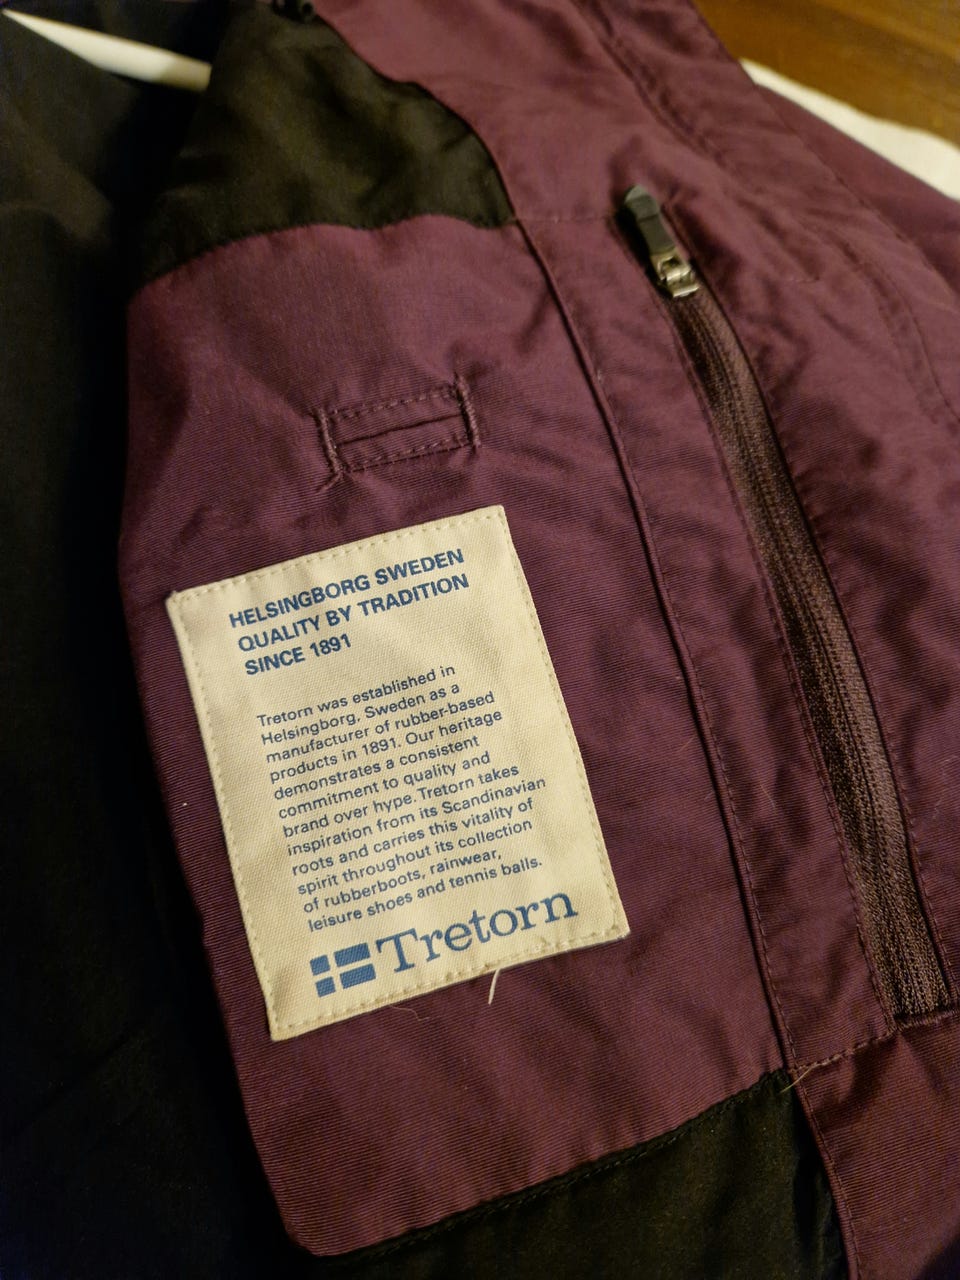 HELSINGBORG SWEDEN
QUALITY BY TRADITION
SINCE 1891
Tretorn was established in
Helsingborg, Sweden as a
manufacturer of rubber-based
products in 1891. Our heritage
demonstrates a consistent
commitment to quality and
brand over hype. Tretorn takes
inspiration from its Scandinavian
roots and carries this vitality of
spirit throughout its collection
of rubberboots, rainwear,
leisure shoes and tennis balls.
Tretorn